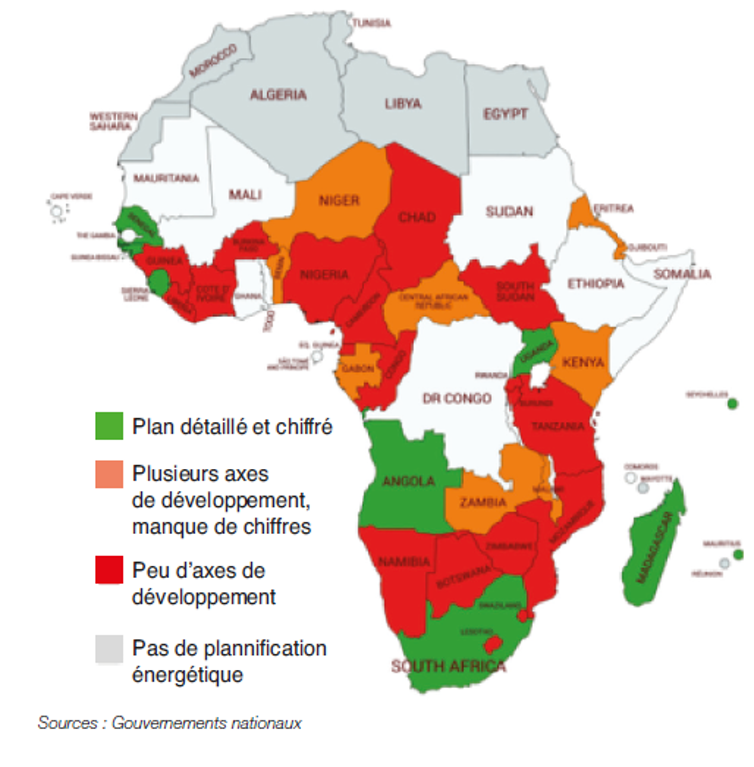 TUNISIA
MOROCCO
ALGERIA
LIBYA
EGYPT
WESTERN
SAHARA
MAURITANIA
MALI
NIGER
CHAD
SUDAN
ERITREA
CAPE VERDE
SENEGAL
THE GAMBIA
GUINEA-BISSAU
GUINEA
BURKINA
FASO
BENIN
NIGERIA
DJIBOUTI
SOMALIA
ETHIOPIA
SOUTH
SUDAN
CENTRAL AFRICAN
REPUBLIC
SIERRA
LEONE
LIBERIA
COTE D'
IVOIRE
GHANA
TOGO
CAMEROON
EQ. GUINEA
SÃO TOMÉ
AND PRINCIPE
GABON
CONGO
UGANDA
KENYA
RWANDA
DR CONGO
BURUNDI
TANZANIA
SEYCHELLES
ANGOLA
ZAMBIA
MALAWI
MOZAMBIQUE
COMOROS
MAYOTTE
MADAGASCAR
MAURITIUS
RÉUNION
NAMIBIA
ZIMBABWE
BOTSWANA
SWAZILAND
LESOTHO
SOUTH AFRICA
Plan détaillé et chiffré
Plusieurs axes
de développement,
manque de chiffres
Peu d'axes de
développement
Pas de plannification
énergétique
Sources : Gouvernements nationaux